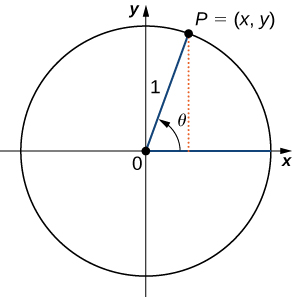 y
P = (x, y)
1
θ
0
x